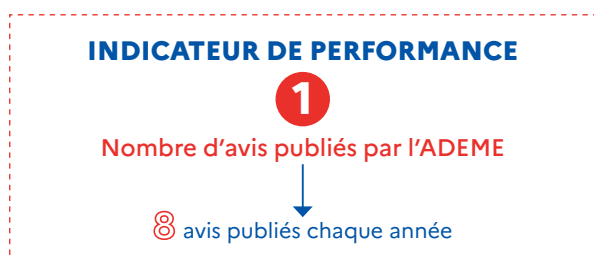 INDICATEUR DE PERFORMANCE
1
Nombre d’avis publiés par l’ADEME
8 avis publiés chaque année